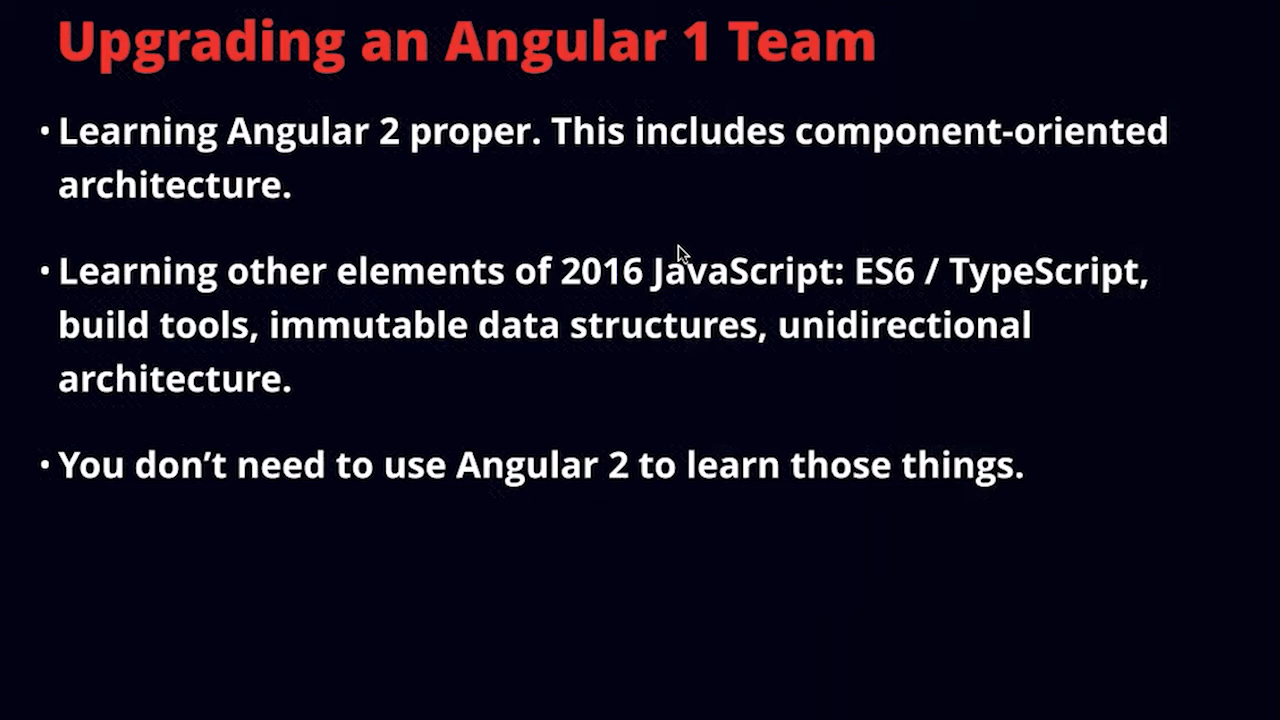 Upgrading an Angular 1 Team
• Learning Angular 2 proper. This includes component-oriented
architecture.
• Learning other elements of 2016 JavaScript: ES6 / TypeScript,
build tools, immutable data structures, unidirectional
architecture.
• You don’t need to use Angular 2 to learn those things.